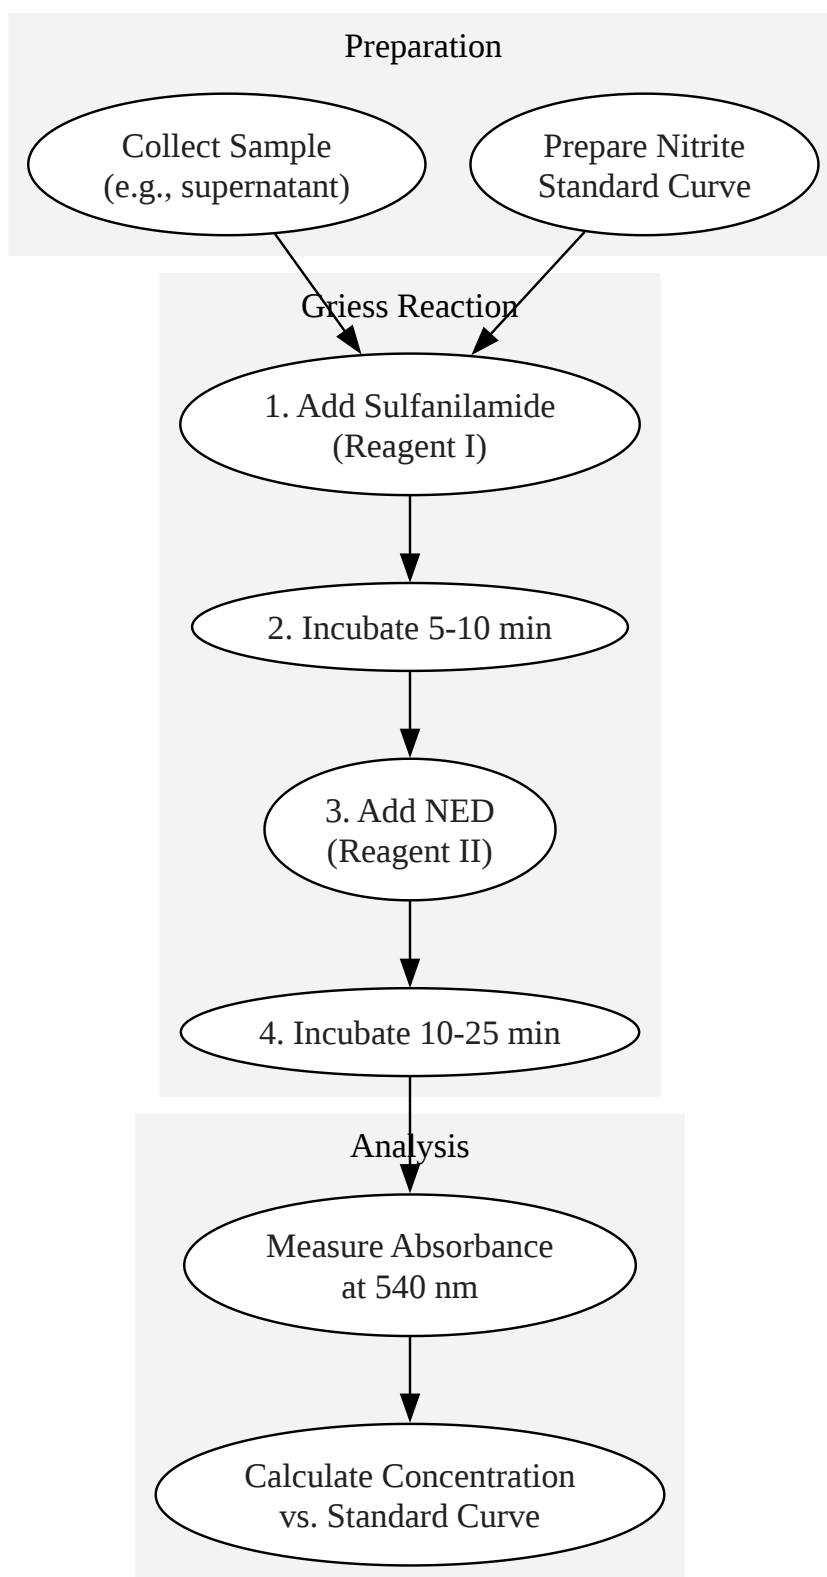 Preparation
Collect Sample
(e.g., supernatant)
Prepare Nitrite
Standard Curve
Griess Reaction
1. Add Sulfanilamide
(Reagent I)
2. Incubate 5-10 min
3. Add NED
(Reagent II)
4. Incubate 10-25 min
Analysis
Measure Absorbance
at 540 nm
Calculate Concentration
vs. Standard Curve